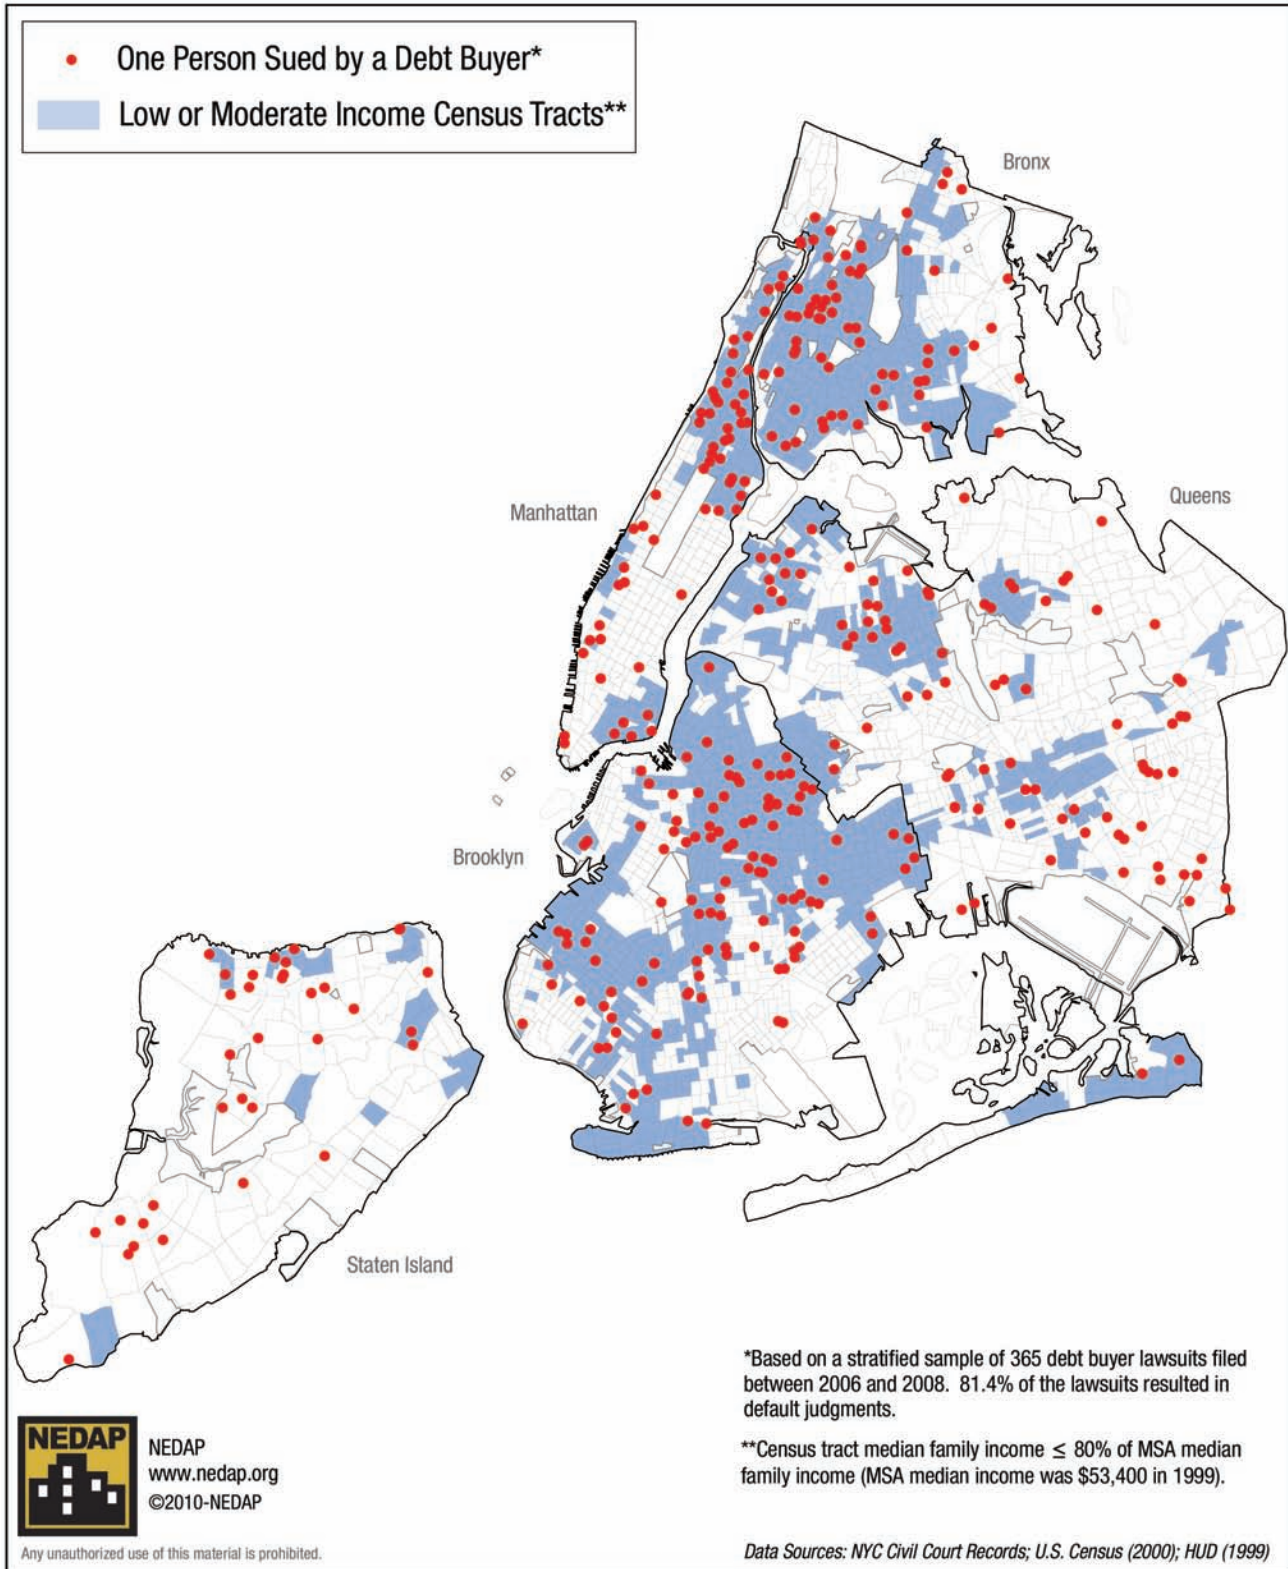 One Person Sued by a Debt Buyer*
Low or Moderate Income Census Tracts**
Bronx
Manhattan
Queens
Brooklyn
Staten Island
*Based on a stratified sample of 365 debt buyer lawsuits filed
between 2006 and 2008. 81.4% of the lawsuits resulted in
default judgments.
**Census tract median family income ≤ 80% of MSA median
family income (MSA median income was $53,400 in 1999).
NEDAP
NEDAP
www.nedap.org
©2010-NEDAP
Any unauthorized use of this material is prohibited.
Data Sources: NYC Civil Court Records; U.S. Census (2000); HUD (1999)